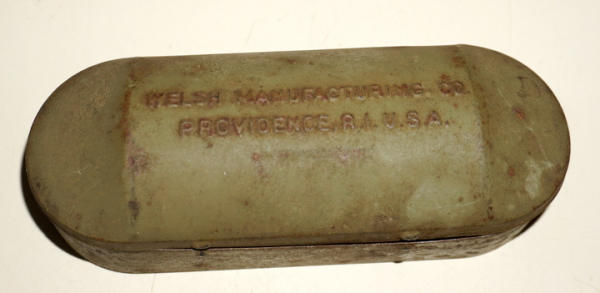 WELSH MANUFACTURING CO
PROVIDENCE, R.I. U.S.A.